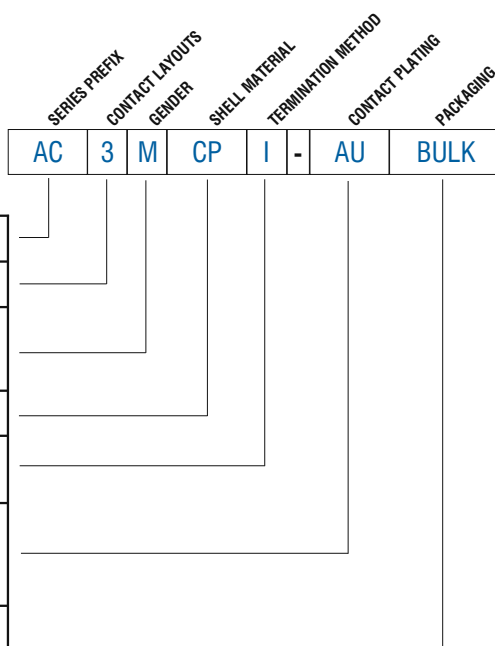 SERIES PREFIX
CONTACT LAYOUTS
GENDER
SHELL MATERIAL
TERMINATION METHOD
CONTACT PLATING
PACKAGING
AC 3 M CP I - AU BULK